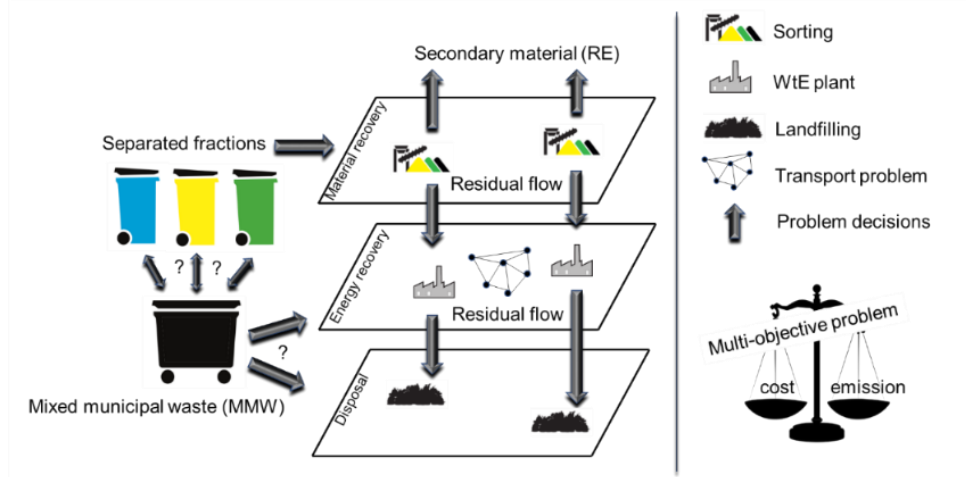 Secondary material (RE)
Separated fractions
Material recovery
Residual flow
? ?
Energy recovery
Residual flow
?
Mixed municipal waste (MMW)
Disposal
Sorting
WtE plant
Landfilling
Transport problem
Problem decisions
Multi-objective problem
cost
emission